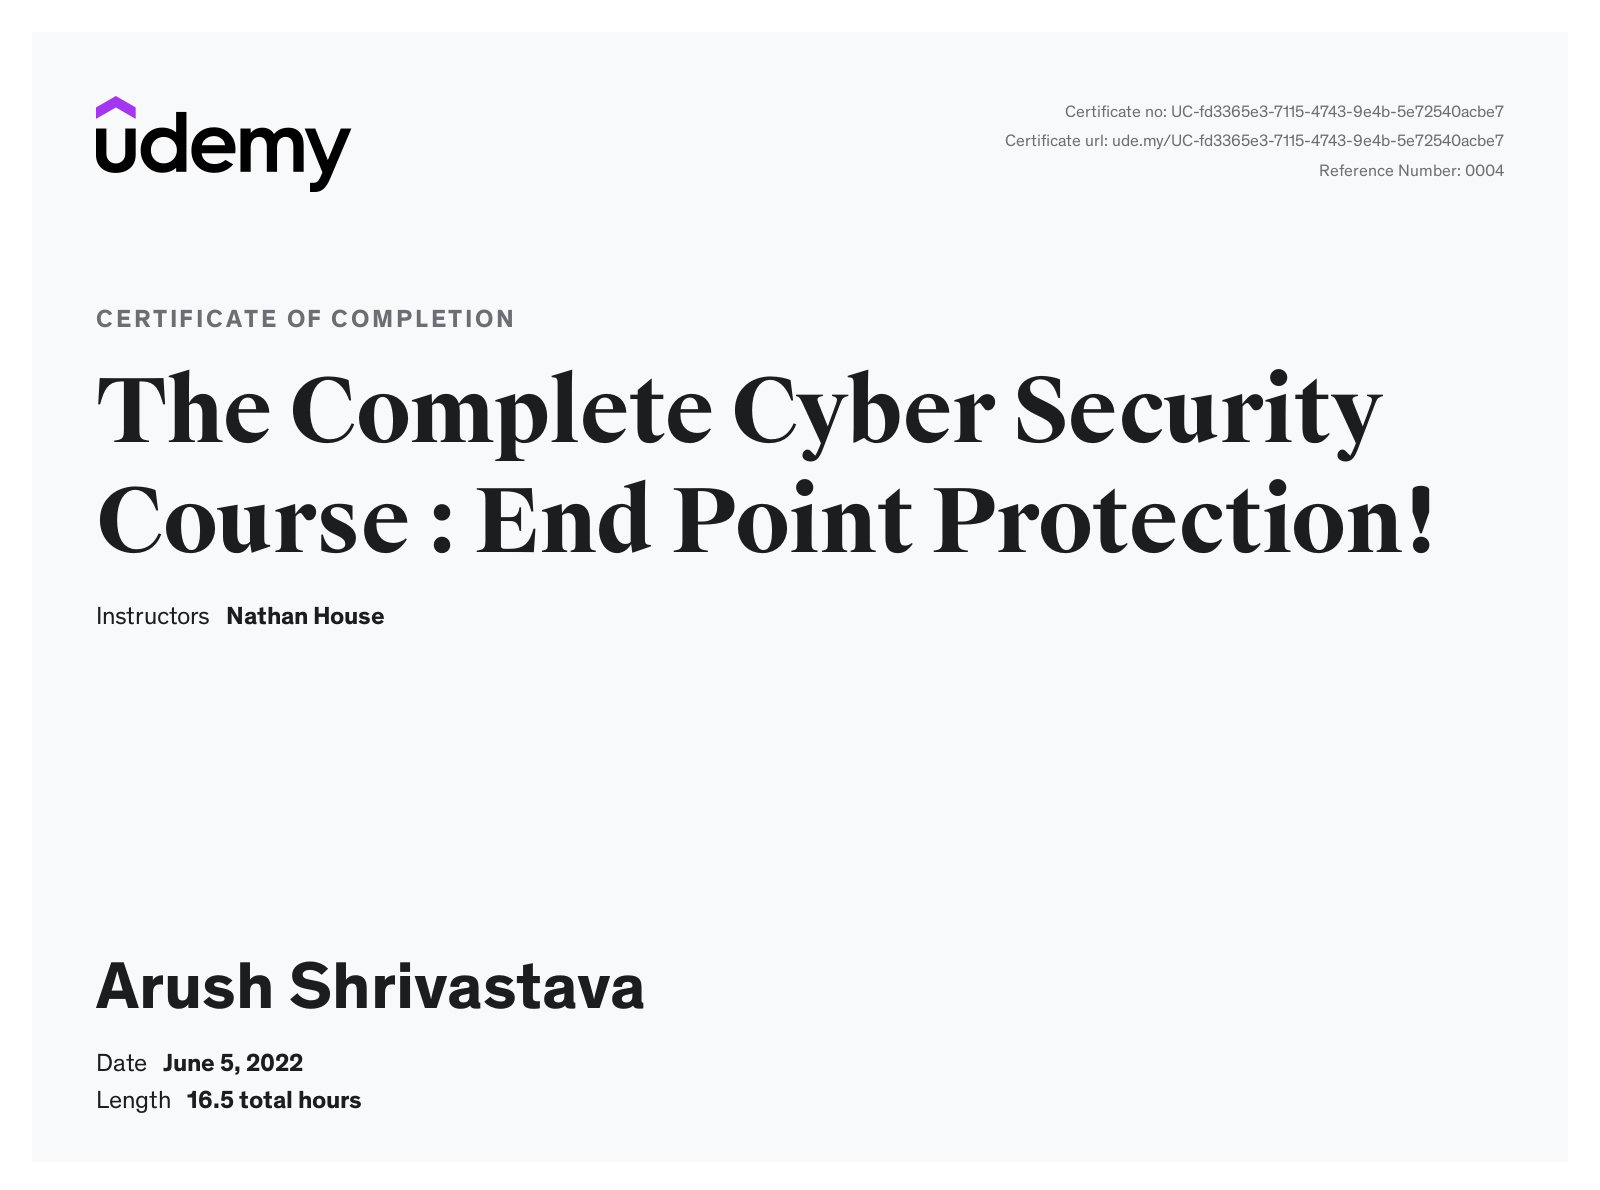 udemy
Certificate no: UC-fd3365e3-7115-4743-9e4b-5e72540acbe7
Certificate url: ude.my/UC-fd3365e3-7115-4743-9e4b-5e72540acbe7
Reference Number: 0004
CERTIFICATE OF COMPLETION
The Complete Cyber Security
Course : End Point Protection!
Instructors Nathan House
Arush Shrivastava
Date June 5, 2022
Length 16.5 total hours